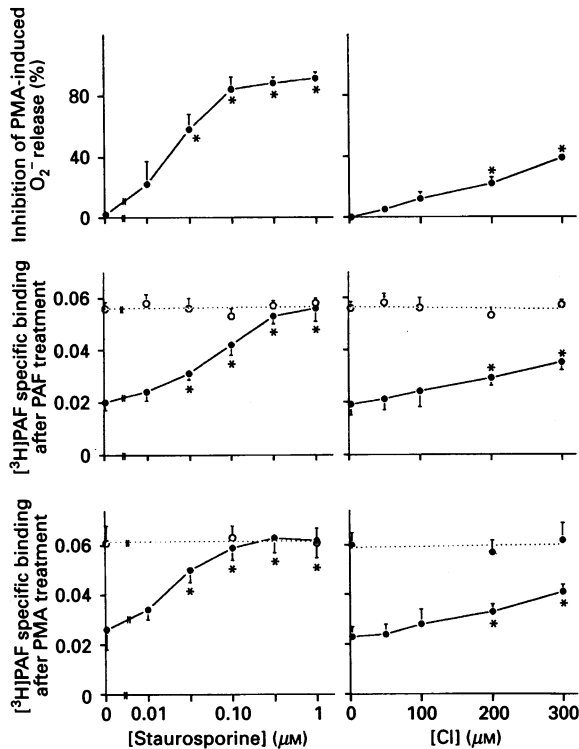 Inhibition of PMA-induced
O₂⁻ release (%)
80
40
0
*
*
*
*
*
*
[³H]PAF specific binding
after PAF treatment
0.06
0.04
0.02
0
*
*
*
*
*
*
[³H]PAF specific binding
after PMA treatment
0.06
0.04
0.02
0
*
*
*
*
*
*
0 0.01 0.10 1
[Staurosporine] (μM)
0 100 200 300
[CI] (μM)